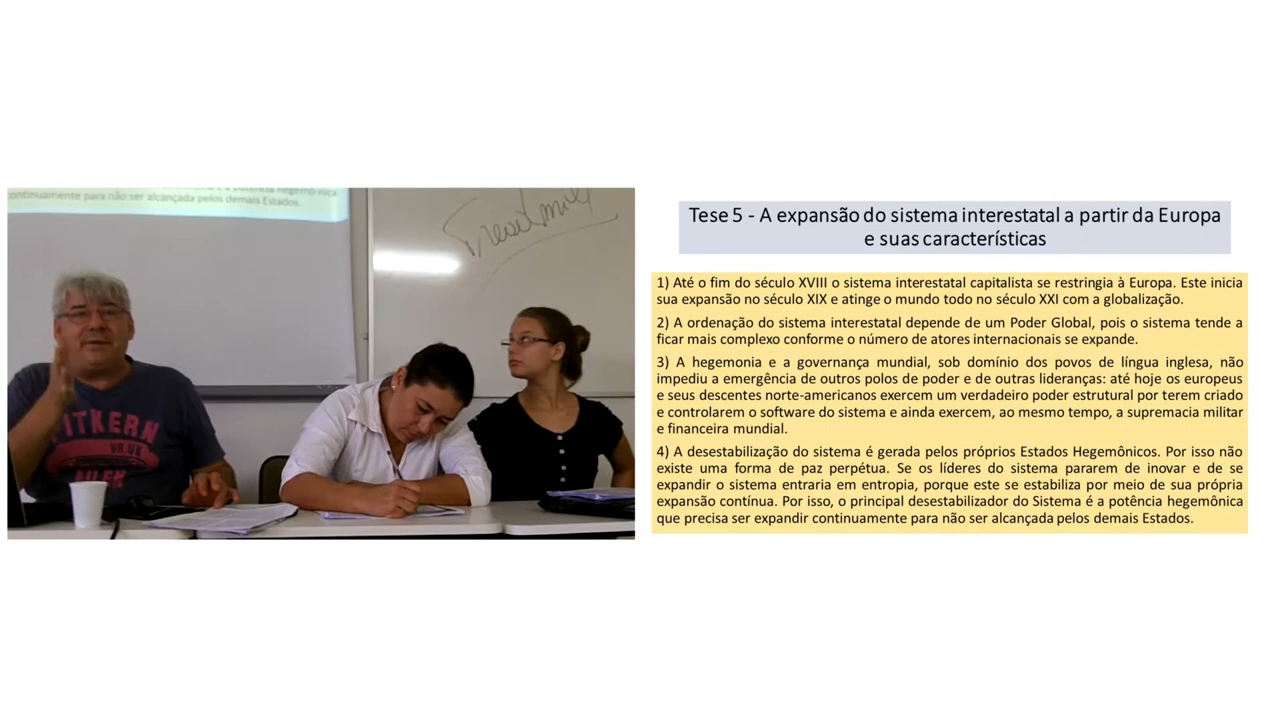 continuamente para não ser alcançada pelos demais Estados.
PITKERN
VR.UK
Tese 5 - A expansão do sistema interestatal a partir da Europa
e suas características
1) Até o fim do século XVIII o sistema interestatal capitalista se restringia à Europa. Este inicia
sua expansão no século XIX e atinge o mundo todo no século XXI com a globalização.
2) A ordenação do sistema interestatal depende de um Poder Global, pois o sistema tende a
ficar mais complexo conforme o número de atores internacionais se expande.
3) A hegemonia e a governança mundial, sob domínio dos povos de língua inglesa, não
impediu a emergência de outros polos de poder e de outras lideranças: até hoje os europeus
e seus descentes norte-americanos exercem um verdadeiro poder estrutural por terem criado
e controlarem o software do sistema e ainda exercem, ao mesmo tempo, a supremacia militar
e financeira mundial.
4) A desestabilização do sistema é gerada pelos próprios Estados Hegemônicos. Por isso não
existe uma forma de paz perpétua. Se os líderes do sistema pararem de inovar e de se
expandir o sistema entraria em entropia, porque este se estabiliza por meio de sua própria
expansão contínua. Por isso, o principal desestabilizador do Sistema é a potência hegemônica
que precisa ser expandir continuamente para não ser alcançada pelos demais Estados.